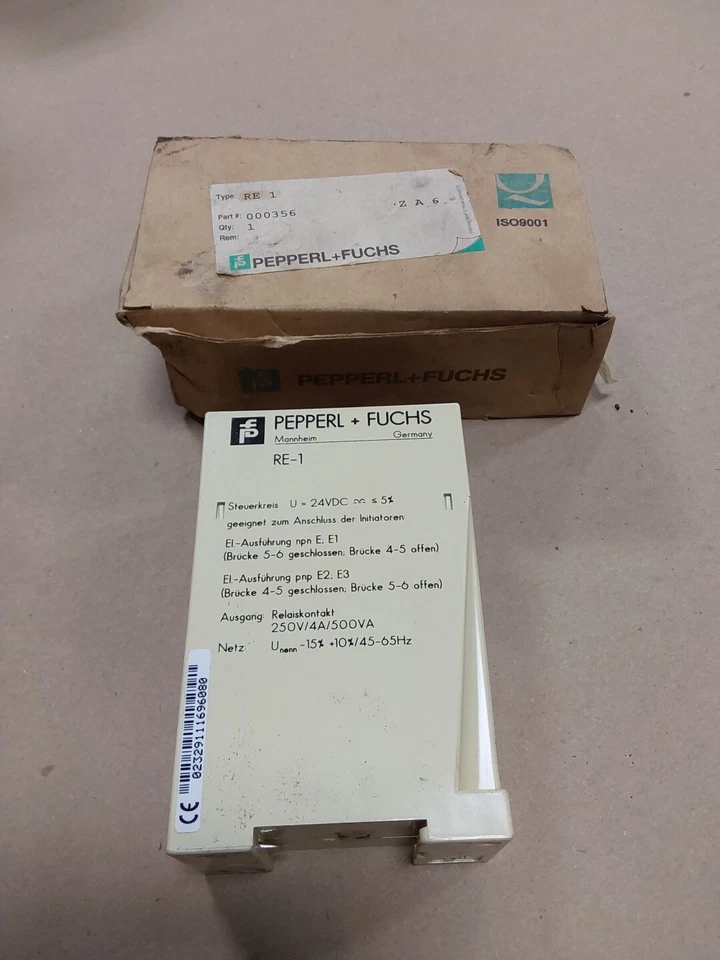 Type: RE 1
Part #: 000356
Qty: 1
Rem:
· Z A 6
PEPPERL+FUCHS
ISO9001
PEPPERL+FUCHS
PEPPERL + FUCHS
Mannheim Germany
RE-1
Steuerkreis U = 24VDC ≤ 5%
geeignet zum Anschluss der Initiatoren:
El.-Ausführung npn E; E1
(Brücke 5-6 geschlossen; Brücke 4-5 offen)
El.-Ausführung pnp E2; E3
(Brücke 4-5 geschlossen; Brücke 5-6 offen)
Ausgang: Relaiskontakt
250V/4A/500VA
Netz: Unenn -15% +10%/45-65Hz
CE 02329111696080